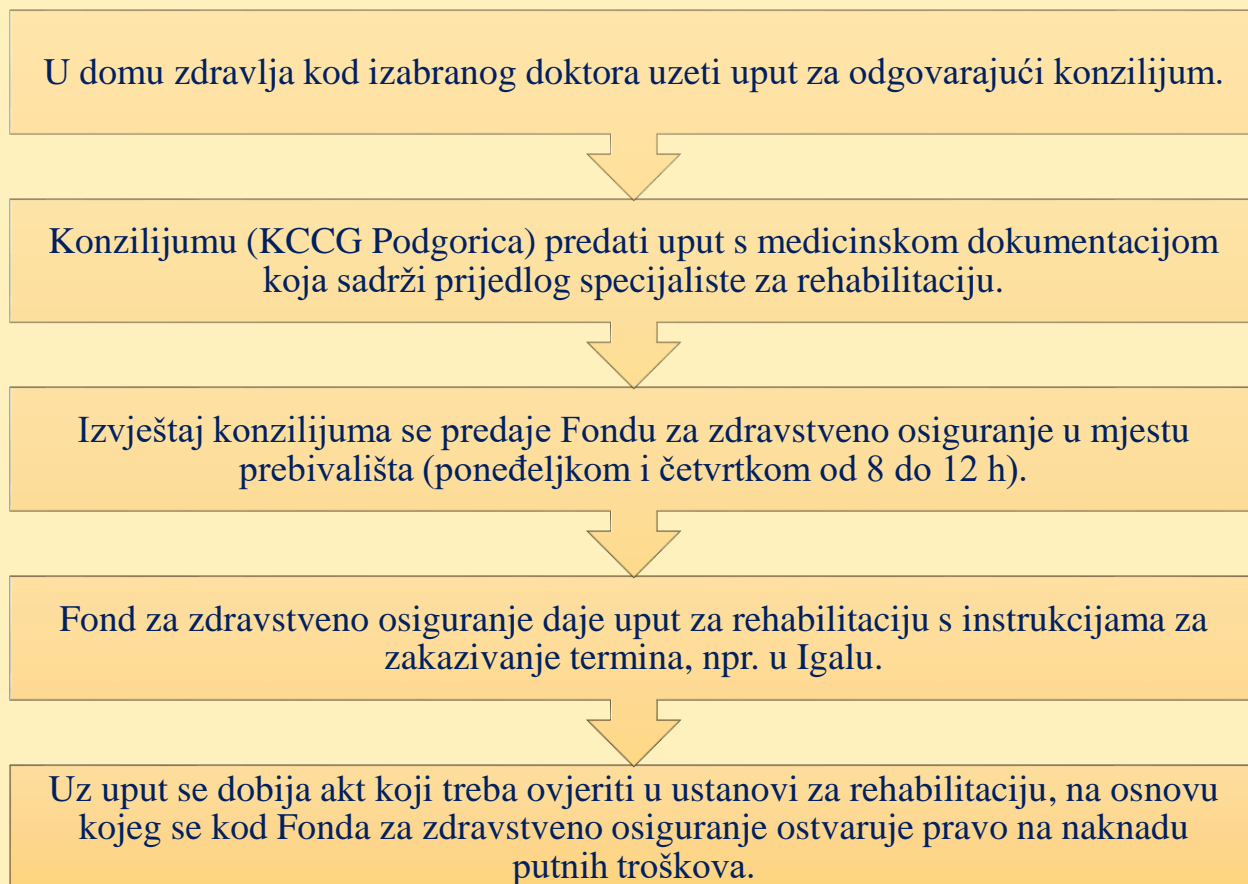 U domu zdravlja kod izabranog doktora uzeti uput za odgovarajući konzilijum.
Konzilijumu (KCCG Podgorica) predati uput s medicinskom dokumentacijom
koja sadrži prijedlog specijaliste za rehabilitaciju.
Izvještaj konzilijuma se predaje Fondu za zdravstveno osiguranje u mjestu
prebivališta (poneđeljkom i četvrtkom od 8 do 12 h).
Fond za zdravstveno osiguranje daje uput za rehabilitaciju s instrukcijama za
zakazivanje termina, npr. u Igalu.
Uz uput se dobija akt koji treba ovjeriti u ustanovi za rehabilitaciju, na osnovu
kojeg se kod Fonda za zdravstveno osiguranje ostvaruje pravo na naknadu
putnih troškova.